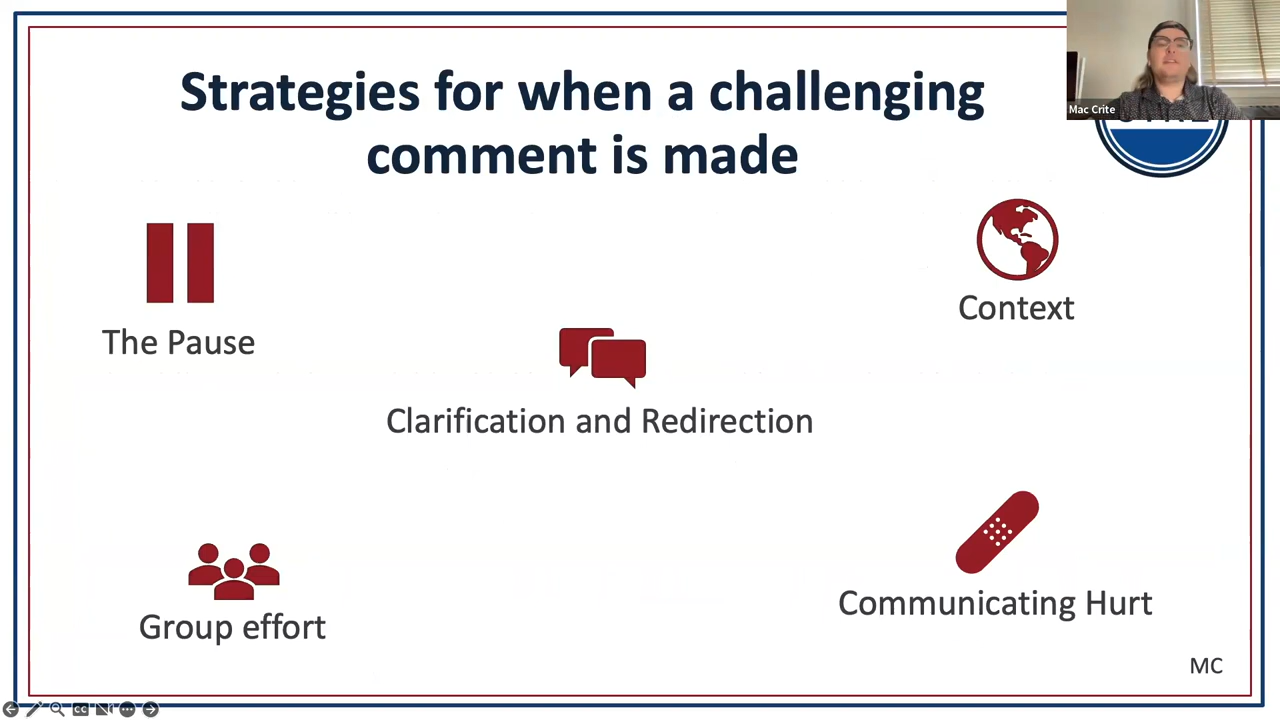 Strategies for when a challenging
comment is made
Mac Crite
The Pause
Context
Clarification and Redirection
Group effort
Communicating Hurt
MC
CC